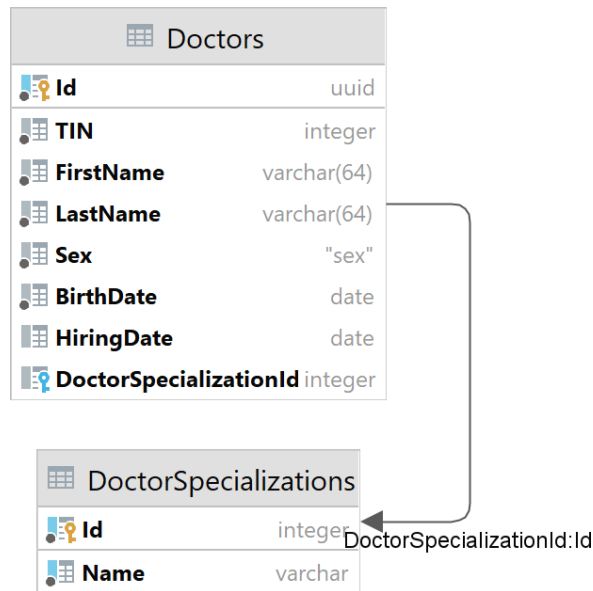 Doctors
Id uuid
TIN integer
FirstName varchar(64)
LastName varchar(64)
Sex "sex"
BirthDate date
HiringDate date
DoctorSpecializationId integer
DoctorSpecializations
Id integer
DoctorSpecializationId:Id
Name varchar